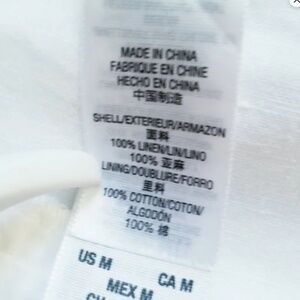 MADE IN CHINA
FABRIQUE EN CHINE
HECHO EN CHINA
中国制造
SHELL/EXTERIEUR/ARMAZON
面料
100% LINEN/LIN/LINO
100% 亚麻
LINING/DOUBLURE/FORRO
里料
100% COTTON/COTON/
ALGODÓN
100% 棉
US M CA M
MEX M